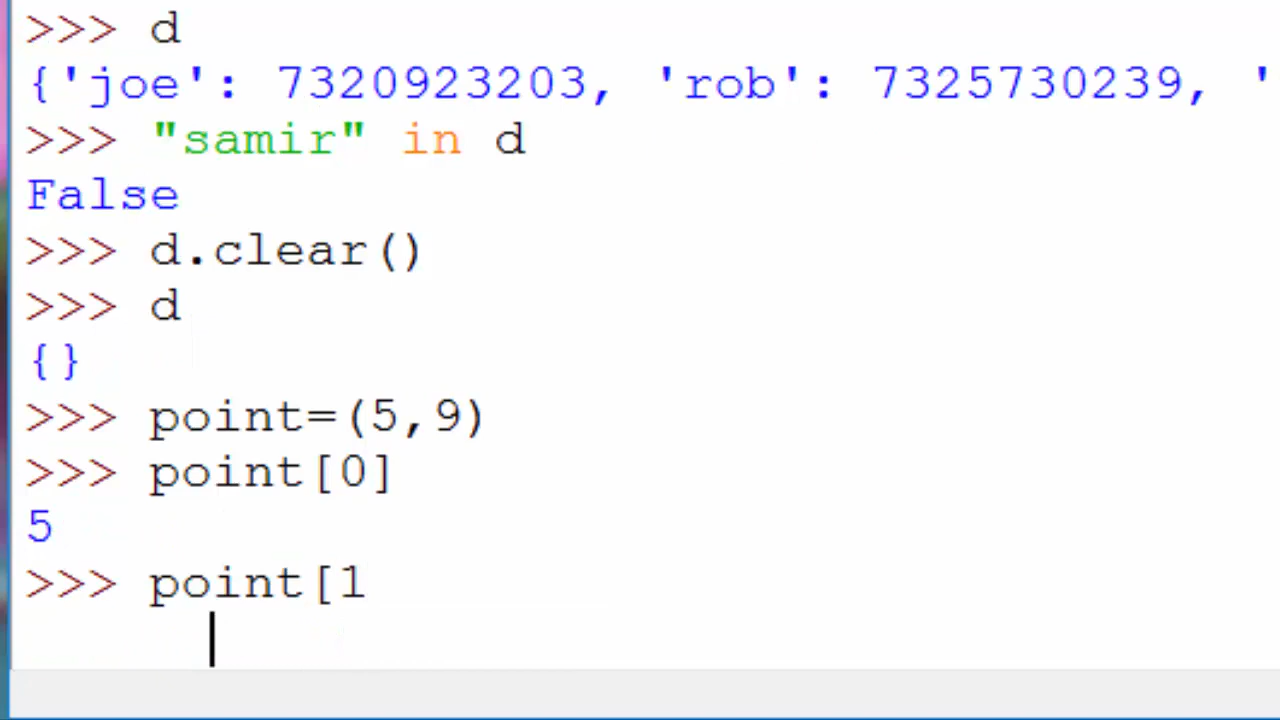 >>> d
{'joe': 7320923203, 'rob': 7325730239, '
>>> "samir" in d
False
>>> d.clear()
>>> d
{}
>>> point=(5,9)
>>> point[0]
5
>>> point[1